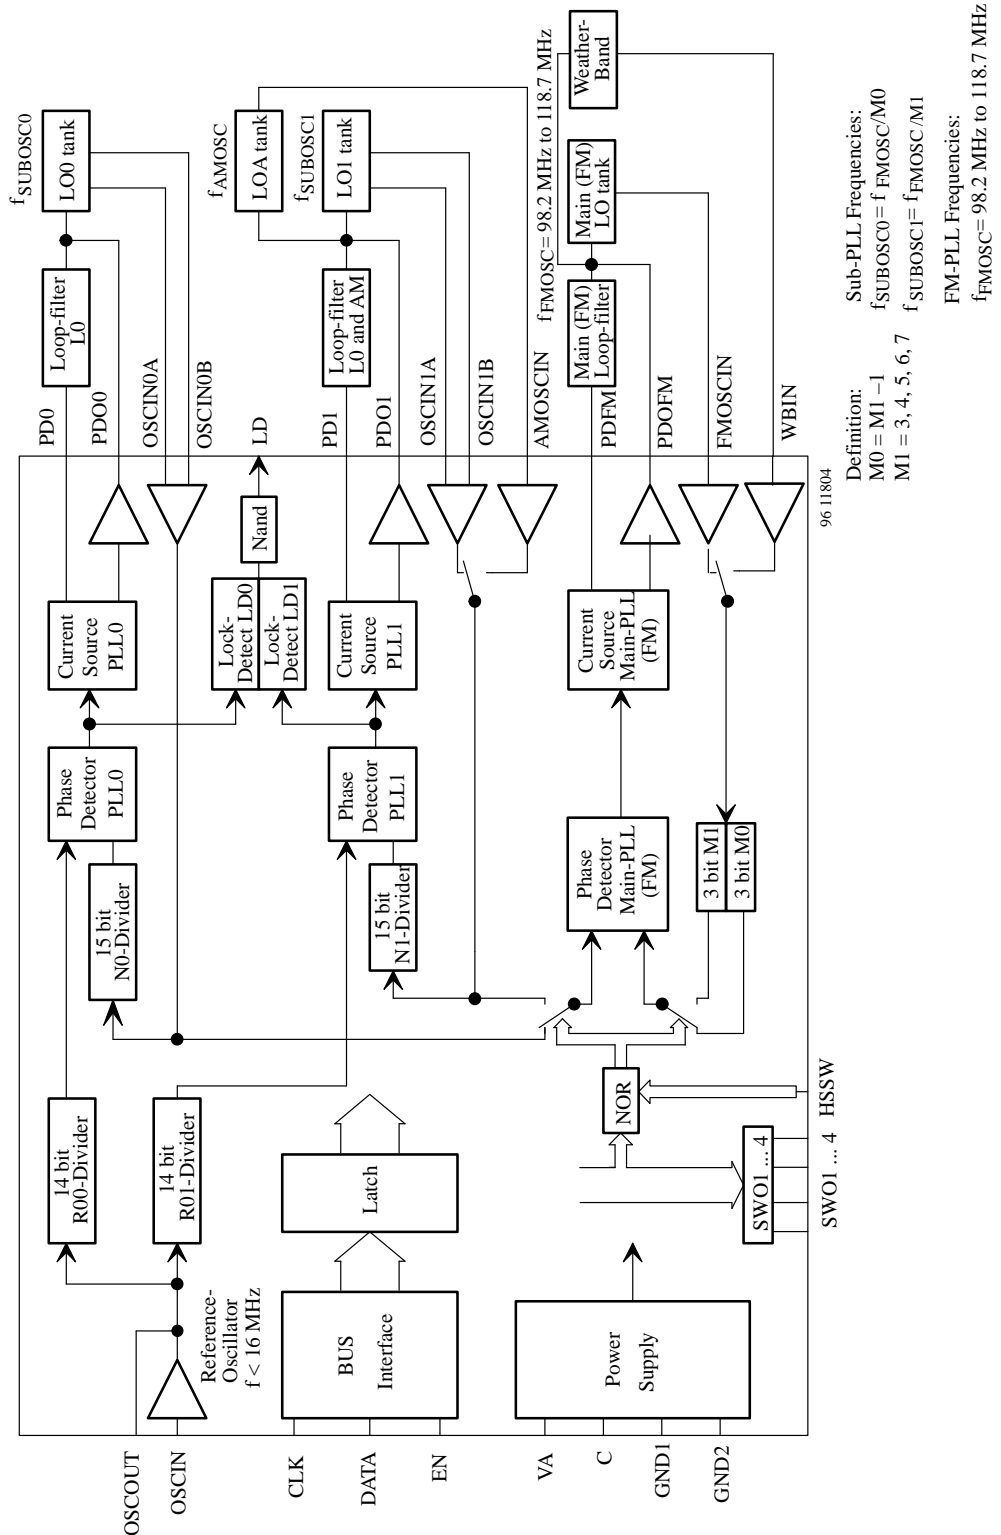 fSUBOSC0
LO0 tank
fAMOSC
LOA tank
fSUBOSC1
LO1 tank
fFMOSC= 98.2 MHz to 118.7 MHz
Main (FM)
LO tank
Weather-
Band
Loop-filter
L0
Loop-filter
L0 and AM
Main (FM)
Loop-filter
PD0
PDO0
OSCIN0A
OSCIN0B
LD
PD1
PDO1
OSCIN1A
OSCIN1B
AMOSCIN
PDFM
PDOFM
FMOSCIN
WBIN
Nand
Current
Source
PLL0
Lock-
Detect LD0
Lock-
Detect LD1
Current
Source
PLL1
Current
Source
Main-PLL
(FM)
Phase
Detector
PLL0
Phase
Detector
PLL1
Phase
Detector
Main-PLL
(FM)
3 bit M1
3 bit M0
15 bit
N0-Divider
15 bit
N1-Divider
14 bit
R00-Divider
14 bit
R01-Divider
Latch
NOR
SWO1 ... 4
SWO1 ... 4
HSSW
Reference-
Oscillator
f < 16 MHz
BUS
Interface
Power
Supply
OSCOUT
OSCIN
CLK
DATA
EN
VA
C
GND1
GND2
96 11804
Definition:
M0 = M1 –1
M1 = 3, 4, 5, 6, 7
Sub-PLL Frequencies:
fSUBOSC0= f FMOSC/M0
f SUBOSC1= fFMOSC /M1
FM-PLL Frequencies:
fFMOSC= 98.2 MHz to 118.7 MHz